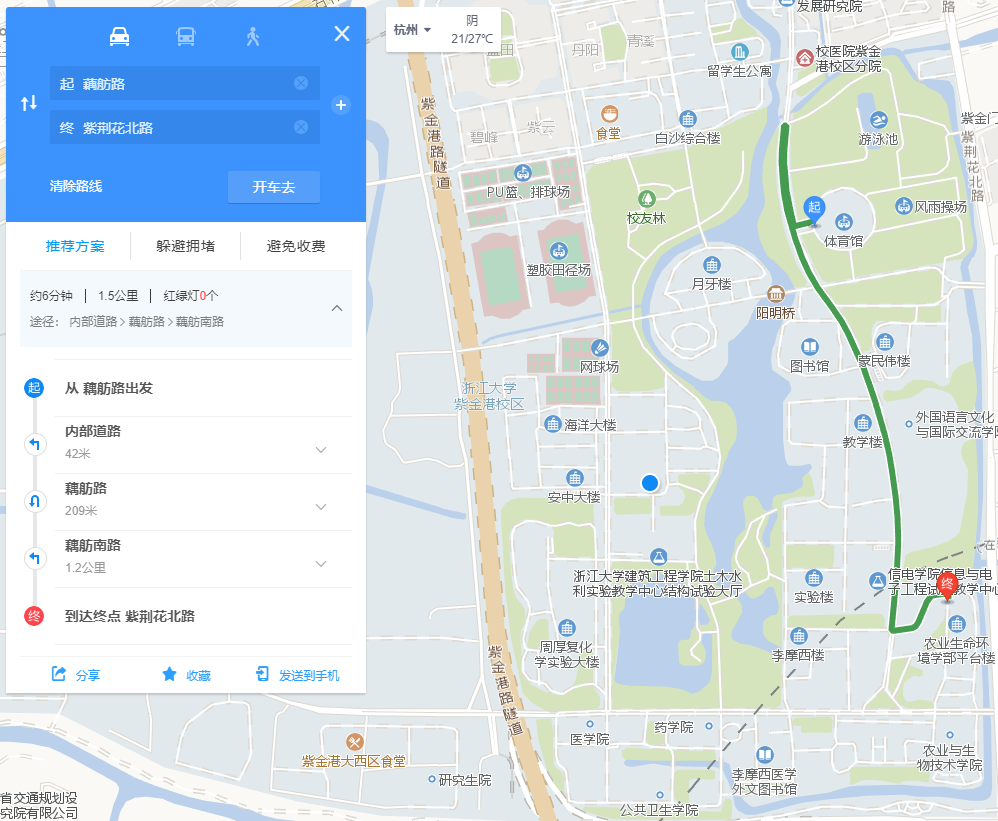 起 藕舫路
终 紫荆花北路
清除路线
开车去
推荐方案
躲避拥堵
避免收费
约6分钟 | 1.5公里 | 红绿灯0个
途径： 内部道路>藕舫路>藕舫南路
起
从 藕舫路出发
内部道路
42米
藕舫路
209米
藕舫南路
1.2公里
终
到达终点 紫荆花北路
分享
收藏
发送到手机
杭州
阴
21/27℃
发展研究院
路
蓝田
丹阳
青溪
留学生公寓
校医院紫金
港校区分院
紫金港路隧道
碧峰
紫云
食堂
白沙综合楼
游泳池
紫金门
紫荆花北路
PU篮、排球场
校友林
起
体育馆
风雨操场
塑胶田径场
月牙楼
阳明桥
图书馆
蒙民伟楼
网球场
浙江大学
紫金港校区
海洋大楼
教学楼
外国语言文化
与国际交流学院
安中大楼
在
浙江大学建筑工程学院土木水
利实验教学中心结构试验大厅
实验楼
信电学院信息与电
子工程试验教学中心
终
周厚复化
学实验大楼
李摩西楼
农业生命环
境学部平台楼
紫金港路隧道
医学院
药学院
紫金港大西区食堂
研究生院
李摩西医学
外文图书馆
农业与生
物技术学院
公共卫生学院
省交通规划设
究院有限公司